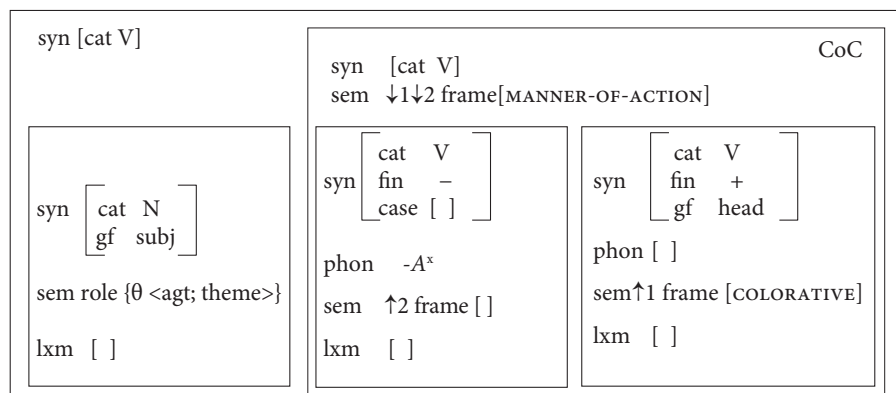 syn [cat V]
CoC
syn [cat V]
sem ↓1↓2 frame[MANNER-OF-ACTION]
syn [cat N
gf subj]
sem role {θ <agt; theme>}
lxm [ ]
syn [cat V
fin –
case [ ] ]
phon -Aˣ
sem ↑2 frame [ ]
lxm [ ]
syn [cat V
fin +
gf head]
phon [ ]
sem↑1 frame [COLORATIVE]
lxm [ ]